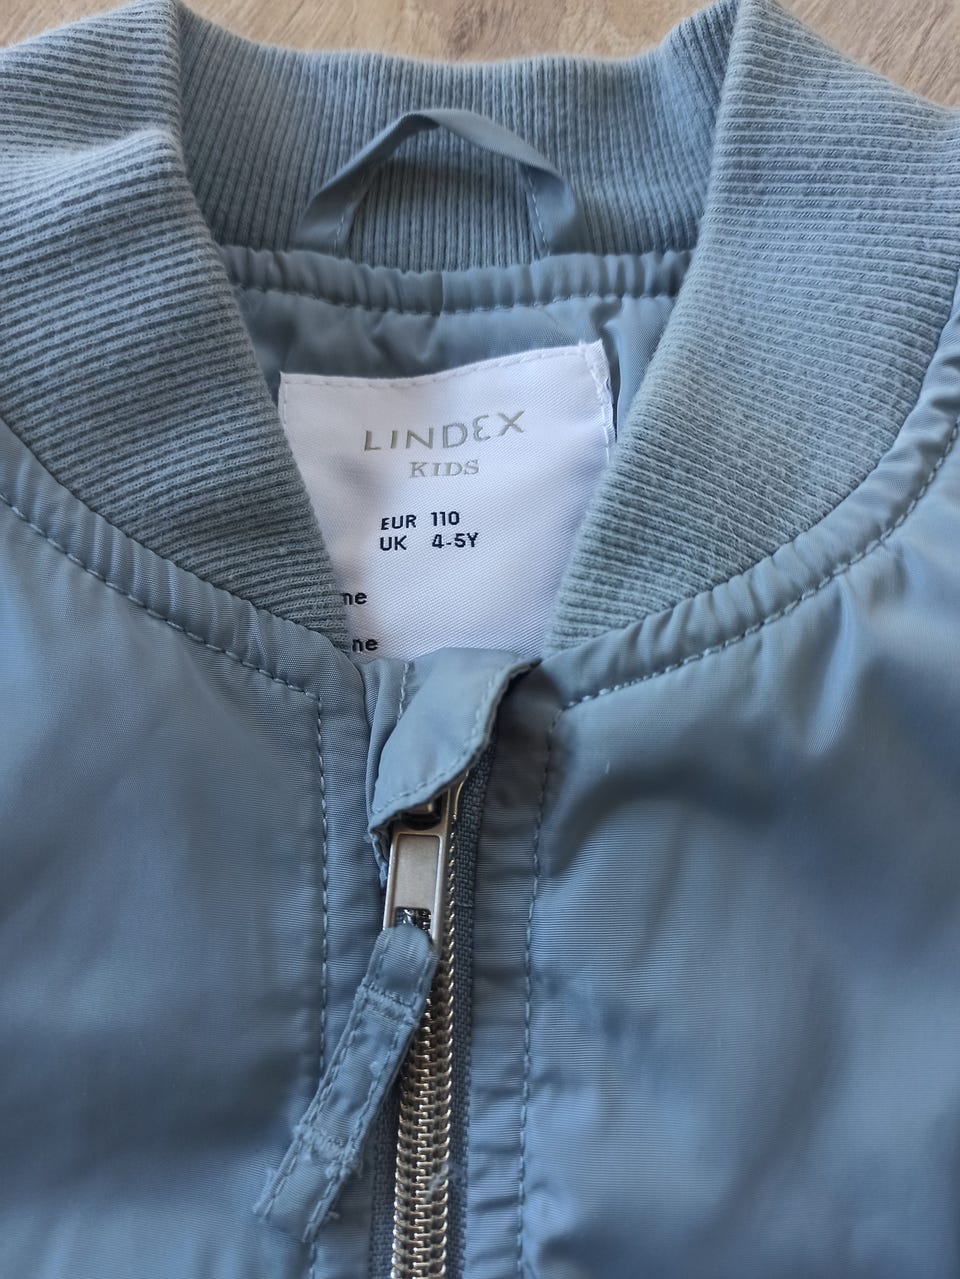 LINDEX
KIDS
EUR 110
UK 4-5Y